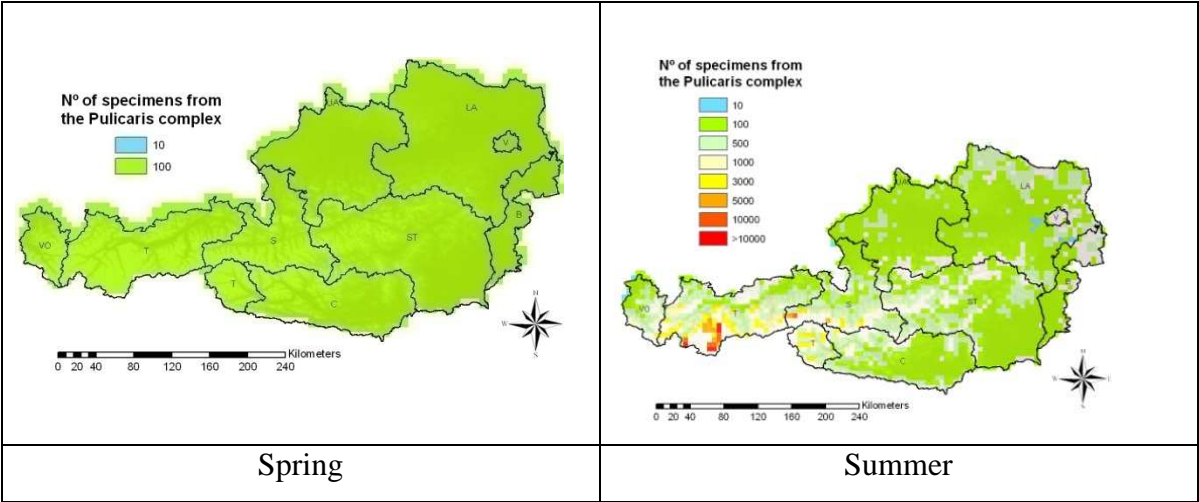 Nº of specimens from
the Pulicaris complex
10
100
UA
LA
V
B
VO
T
S
ST
T
C
N
W
S
Kilometers
0 20 40 80 120 160 200 240
Spring
Nº of specimens from
the Pulicaris complex
10
100
500
1000
3000
5000
10000
>10000
UA
LA
V
B
VO
T
S
ST
T
C
Kilometers
0 20 40 80 120 160 200 240
Summer